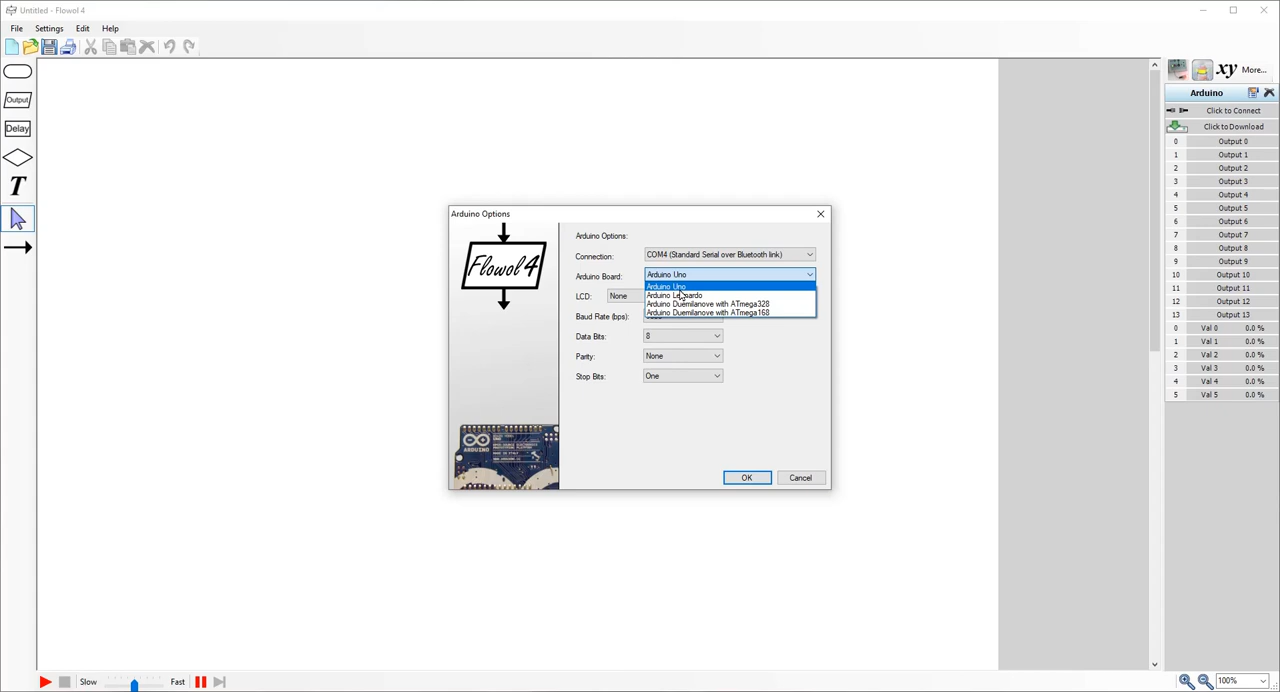 Untitled - Flowol 4
File Settings Edit Help
More...
Output
Delay
T
xy
Arduino
Click to Connect
Click to Download
0 Output 0
1 Output 1
2 Output 2
3 Output 3
4 Output 4
5 Output 5
6 Output 6
7 Output 7
8 Output 8
9 Output 9
10 Output 10
11 Output 11
12 Output 12
13 Output 13
0 Val 0 0.0 %
1 Val 1 0.0 %
2 Val 2 0.0 %
3 Val 3 0.0 %
4 Val 4 0.0 %
5 Val 5 0.0 %
Arduino Options
Flowol 4
ARDUINO
Arduino Options:
Connection: COM4 (Standard Serial over Bluetooth link)
Arduino Board: Arduino Uno
Arduino Uno
Arduino Leonardo
Arduino Duemilanove with ATmega328
Arduino Duemilanove with ATmega168
LCD: None
Baud Rate (bps):
Data Bits: 8
Parity: None
Stop Bits: One
OK Cancel
Slow Fast
100%